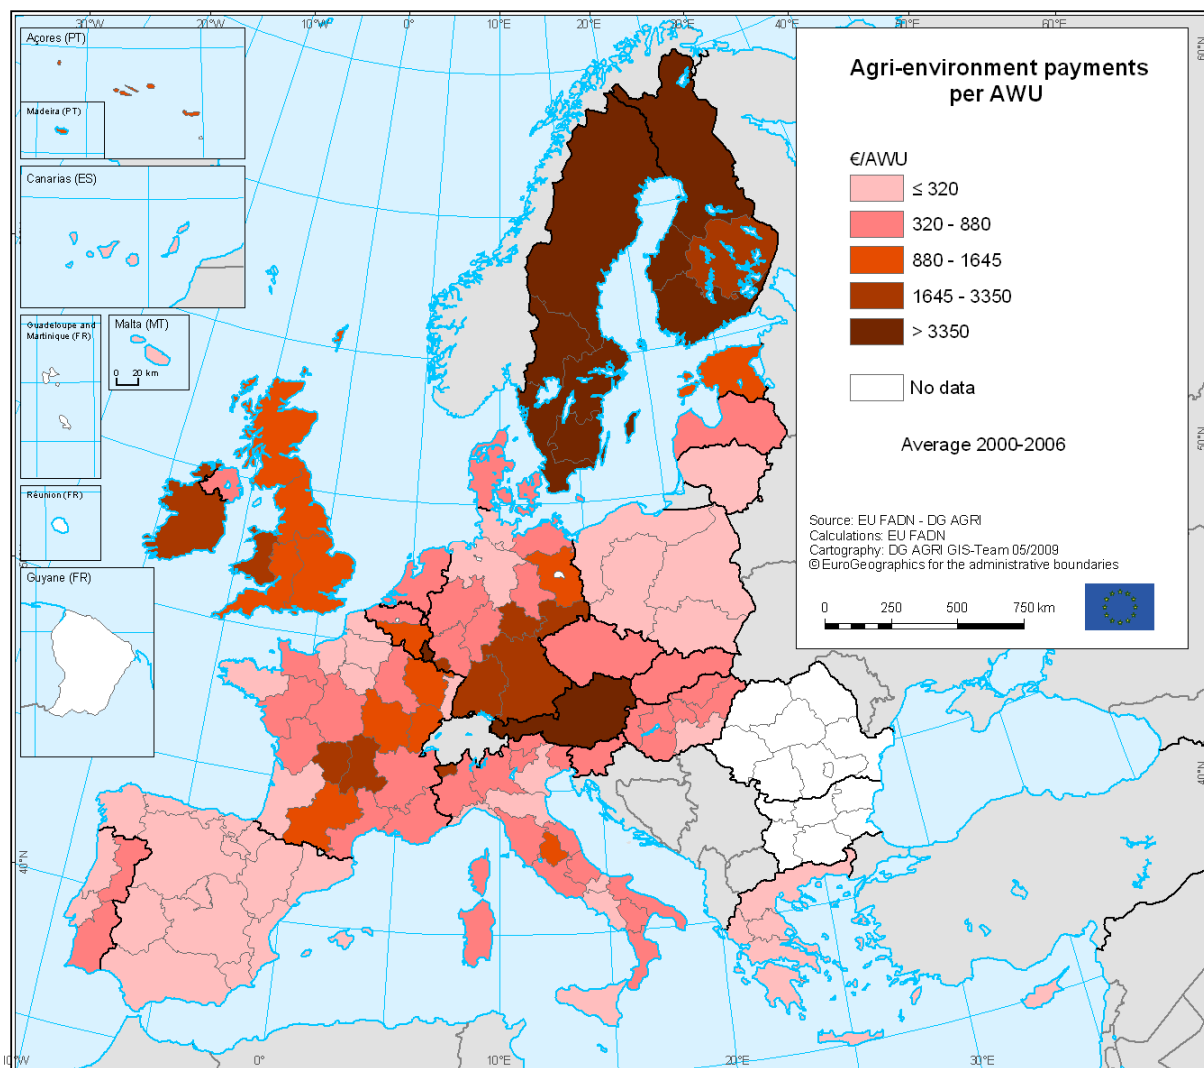 30°W
20°W
10°W
0°
10°E
20°E
30°E
40°E
50°E
60°E
Açores (PT)
Madeira (PT)
Canarias (ES)
Guadeloupe and
Martinique (FR)
Malta (MT)
0 20 km
Réunion (FR)
Guyane (FR)
Agri-environment payments
per AWU
€/AWU
≤ 320
320 - 880
880 - 1645
1645 - 3350
> 3350
No data
Average 2000-2006
Source: EU FADN - DG AGRI
Calculations: EU FADN
Cartography: DG AGRI GIS-Team 05/2009
© EuroGeographics for the administrative boundaries
0 250 500 750 km
60°N
50°N
40°N
40°N
10°W
0°
10°E
20°E
30°E